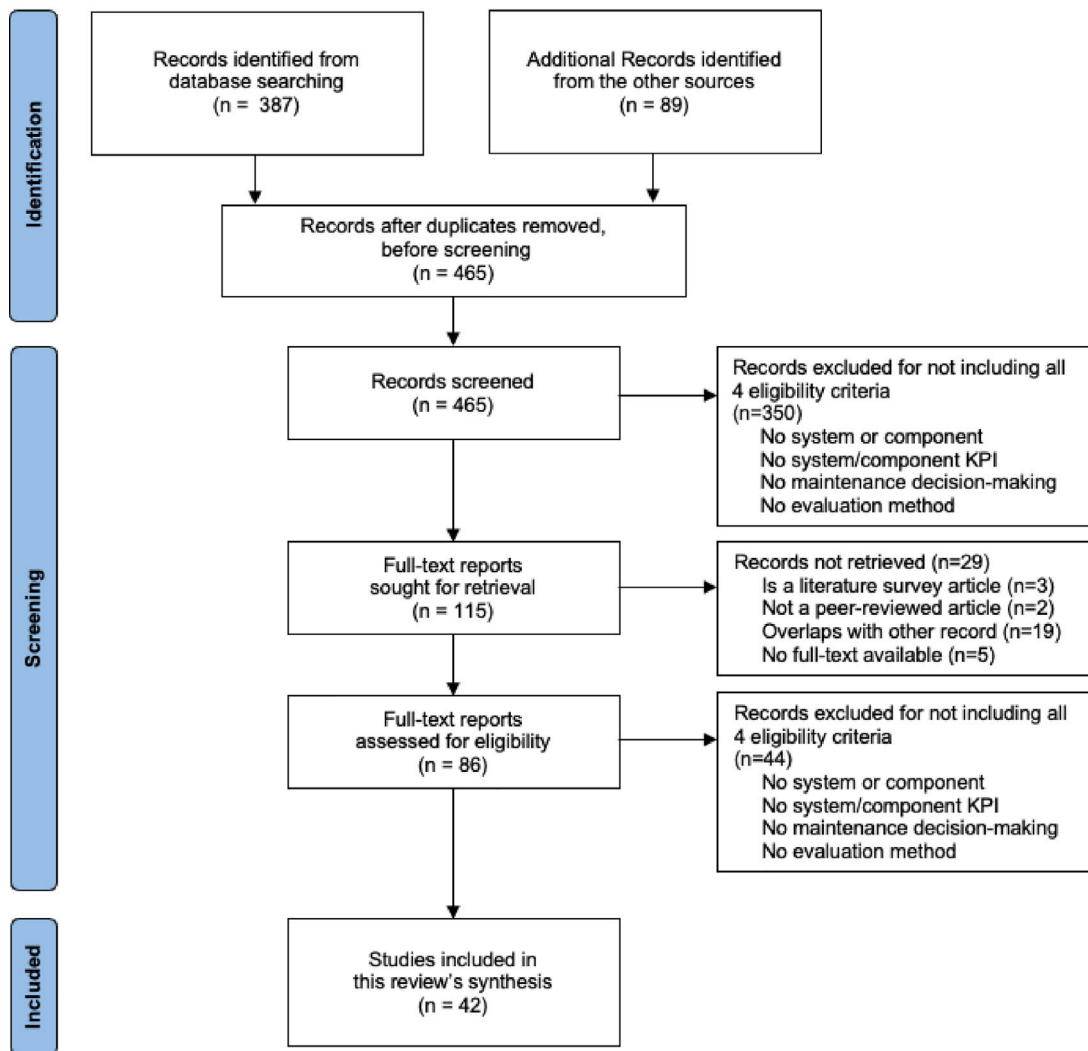 Identification
Records identified from
database searching
(n = 387)
Additional Records identified
from the other sources
(n = 89)
Records after duplicates removed,
before screening
(n = 465)
Screening
Records screened
(n = 465)
Records excluded for not including all
4 eligibility criteria
(n=350)
No system or component
No system/component KPI
No maintenance decision-making
No evaluation method
Full-text reports
sought for retrieval
(n = 115)
Records not retrieved (n=29)
Is a literature survey article (n=3)
Not a peer-reviewed article (n=2)
Overlaps with other record (n=19)
No full-text available (n=5)
Full-text reports
assessed for eligibility
(n = 86)
Records excluded for not including all
4 eligibility criteria
(n=44)
No system or component
No system/component KPI
No maintenance decision-making
No evaluation method
Included
Studies included in
this review's synthesis
(n = 42)